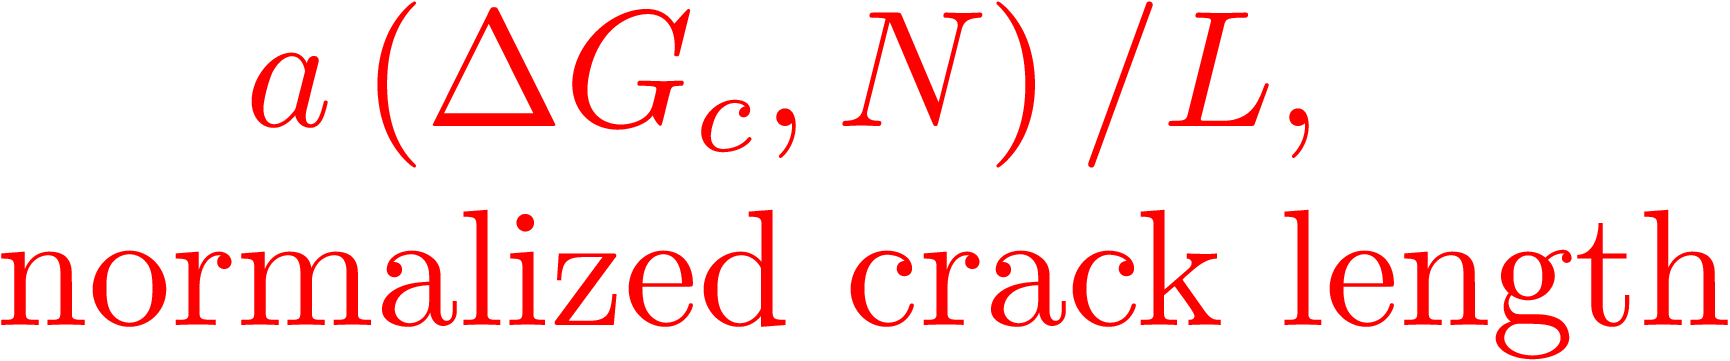 a (ΔG_c, N) /L,
normalized crack length